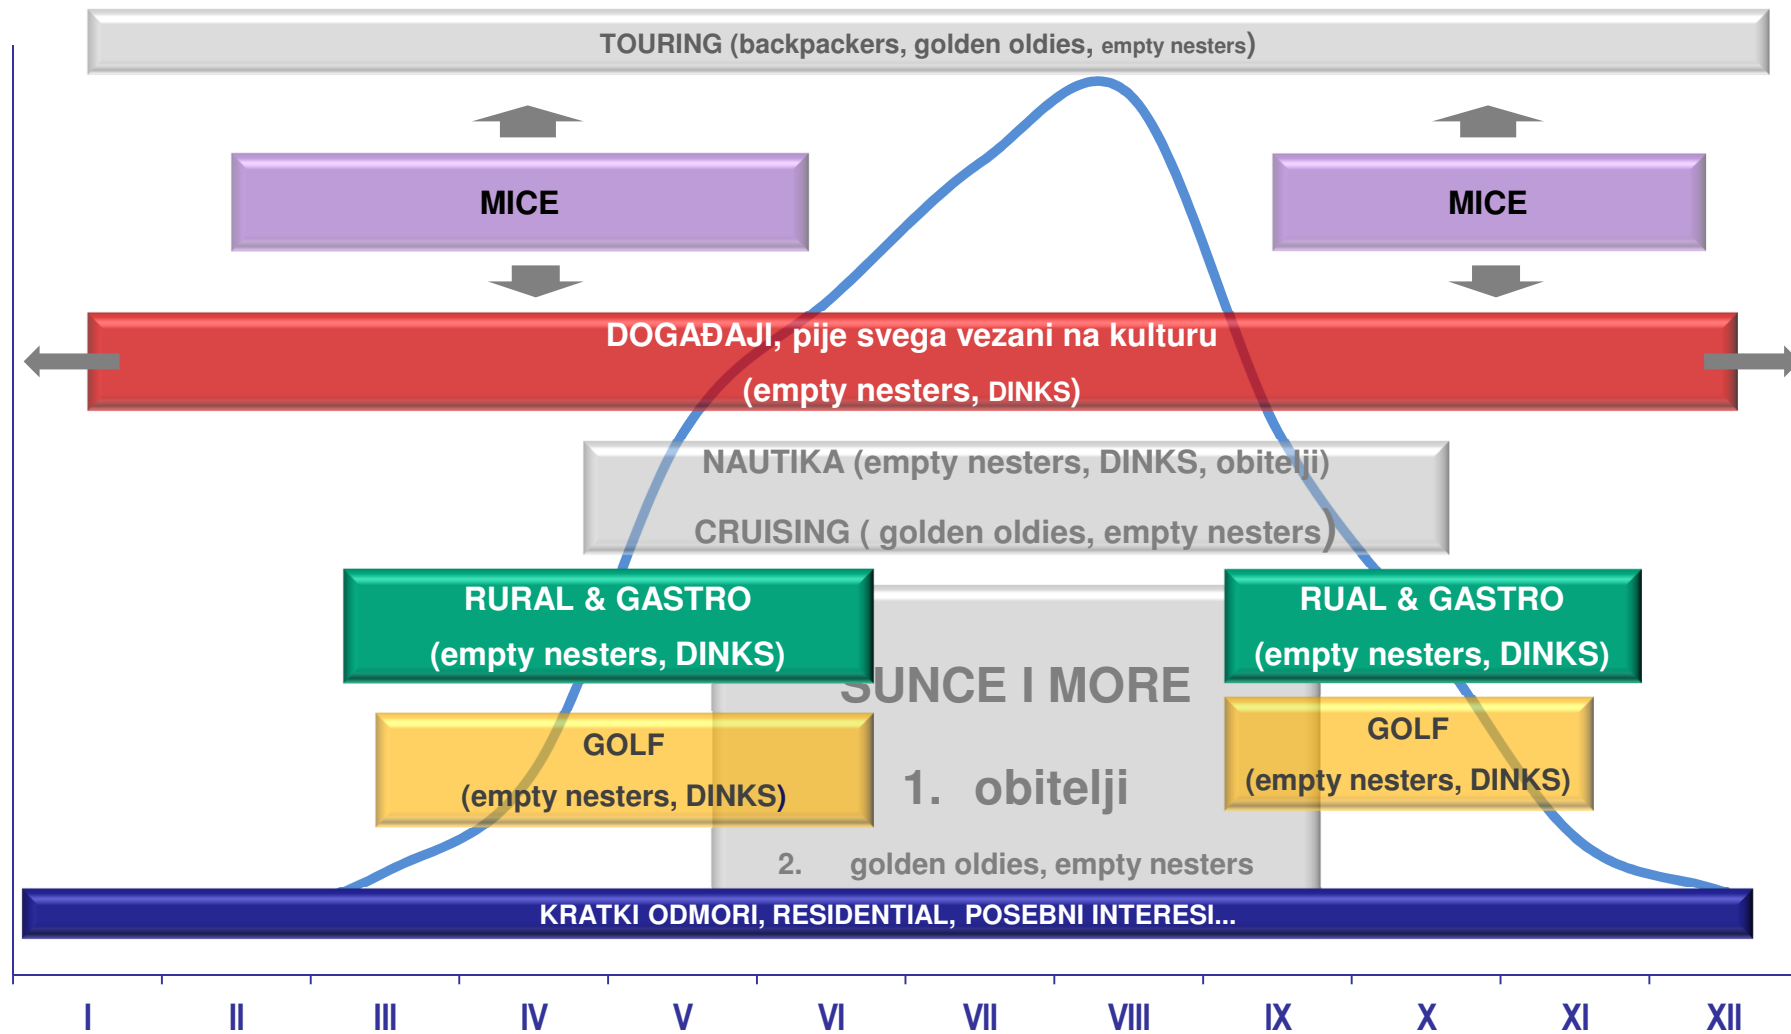 TOURING (backpackers, golden oldies, empty nesters)
MICE
MICE
DOGAĐAJI, pije svega vezani na kulturu
(empty nesters, DINKS)
NAUTIKA (empty nesters, DINKS, obitelji)
CRUISING ( golden oldies, empty nesters)
RURAL & GASTRO
(empty nesters, DINKS)
RUAL & GASTRO
(empty nesters, DINKS)
SUNCE I MORE
1. obitelji
2. golden oldies, empty nesters
GOLF
(empty nesters, DINKS)
GOLF
(empty nesters, DINKS)
KRATKI ODMORI, RESIDENTIAL, POSEBNI INTERESI...
I II III IV V VI VII VIII IX X XI XII